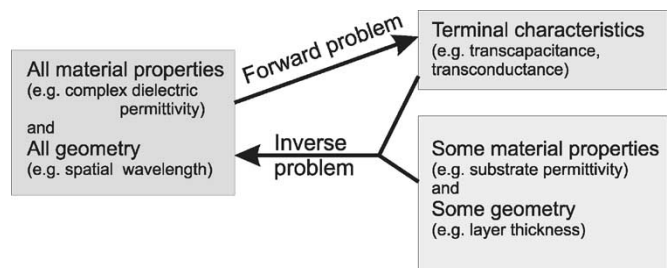 All material properties
(e.g. complex dielectric
permittivity)
and
All geometry
(e.g. spatial wavelength)
Forward problem
Inverse
problem
Terminal characteristics
(e.g. transcapacitance,
transconductance)
Some material properties
(e.g. substrate permittivity)
and
Some geometry
(e.g. layer thickness)